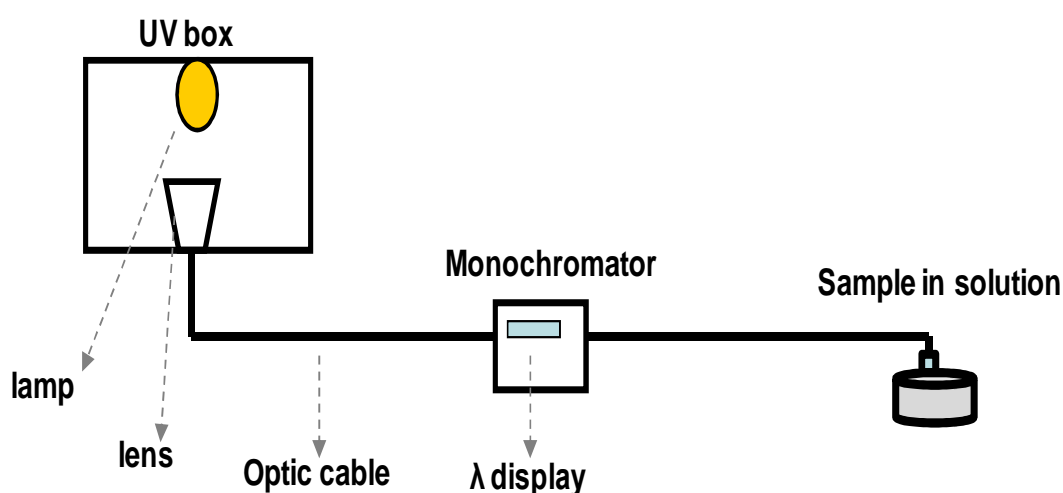 UV box
Monochromator
Sample in solution
lamp
lens
Optic cable
λ display